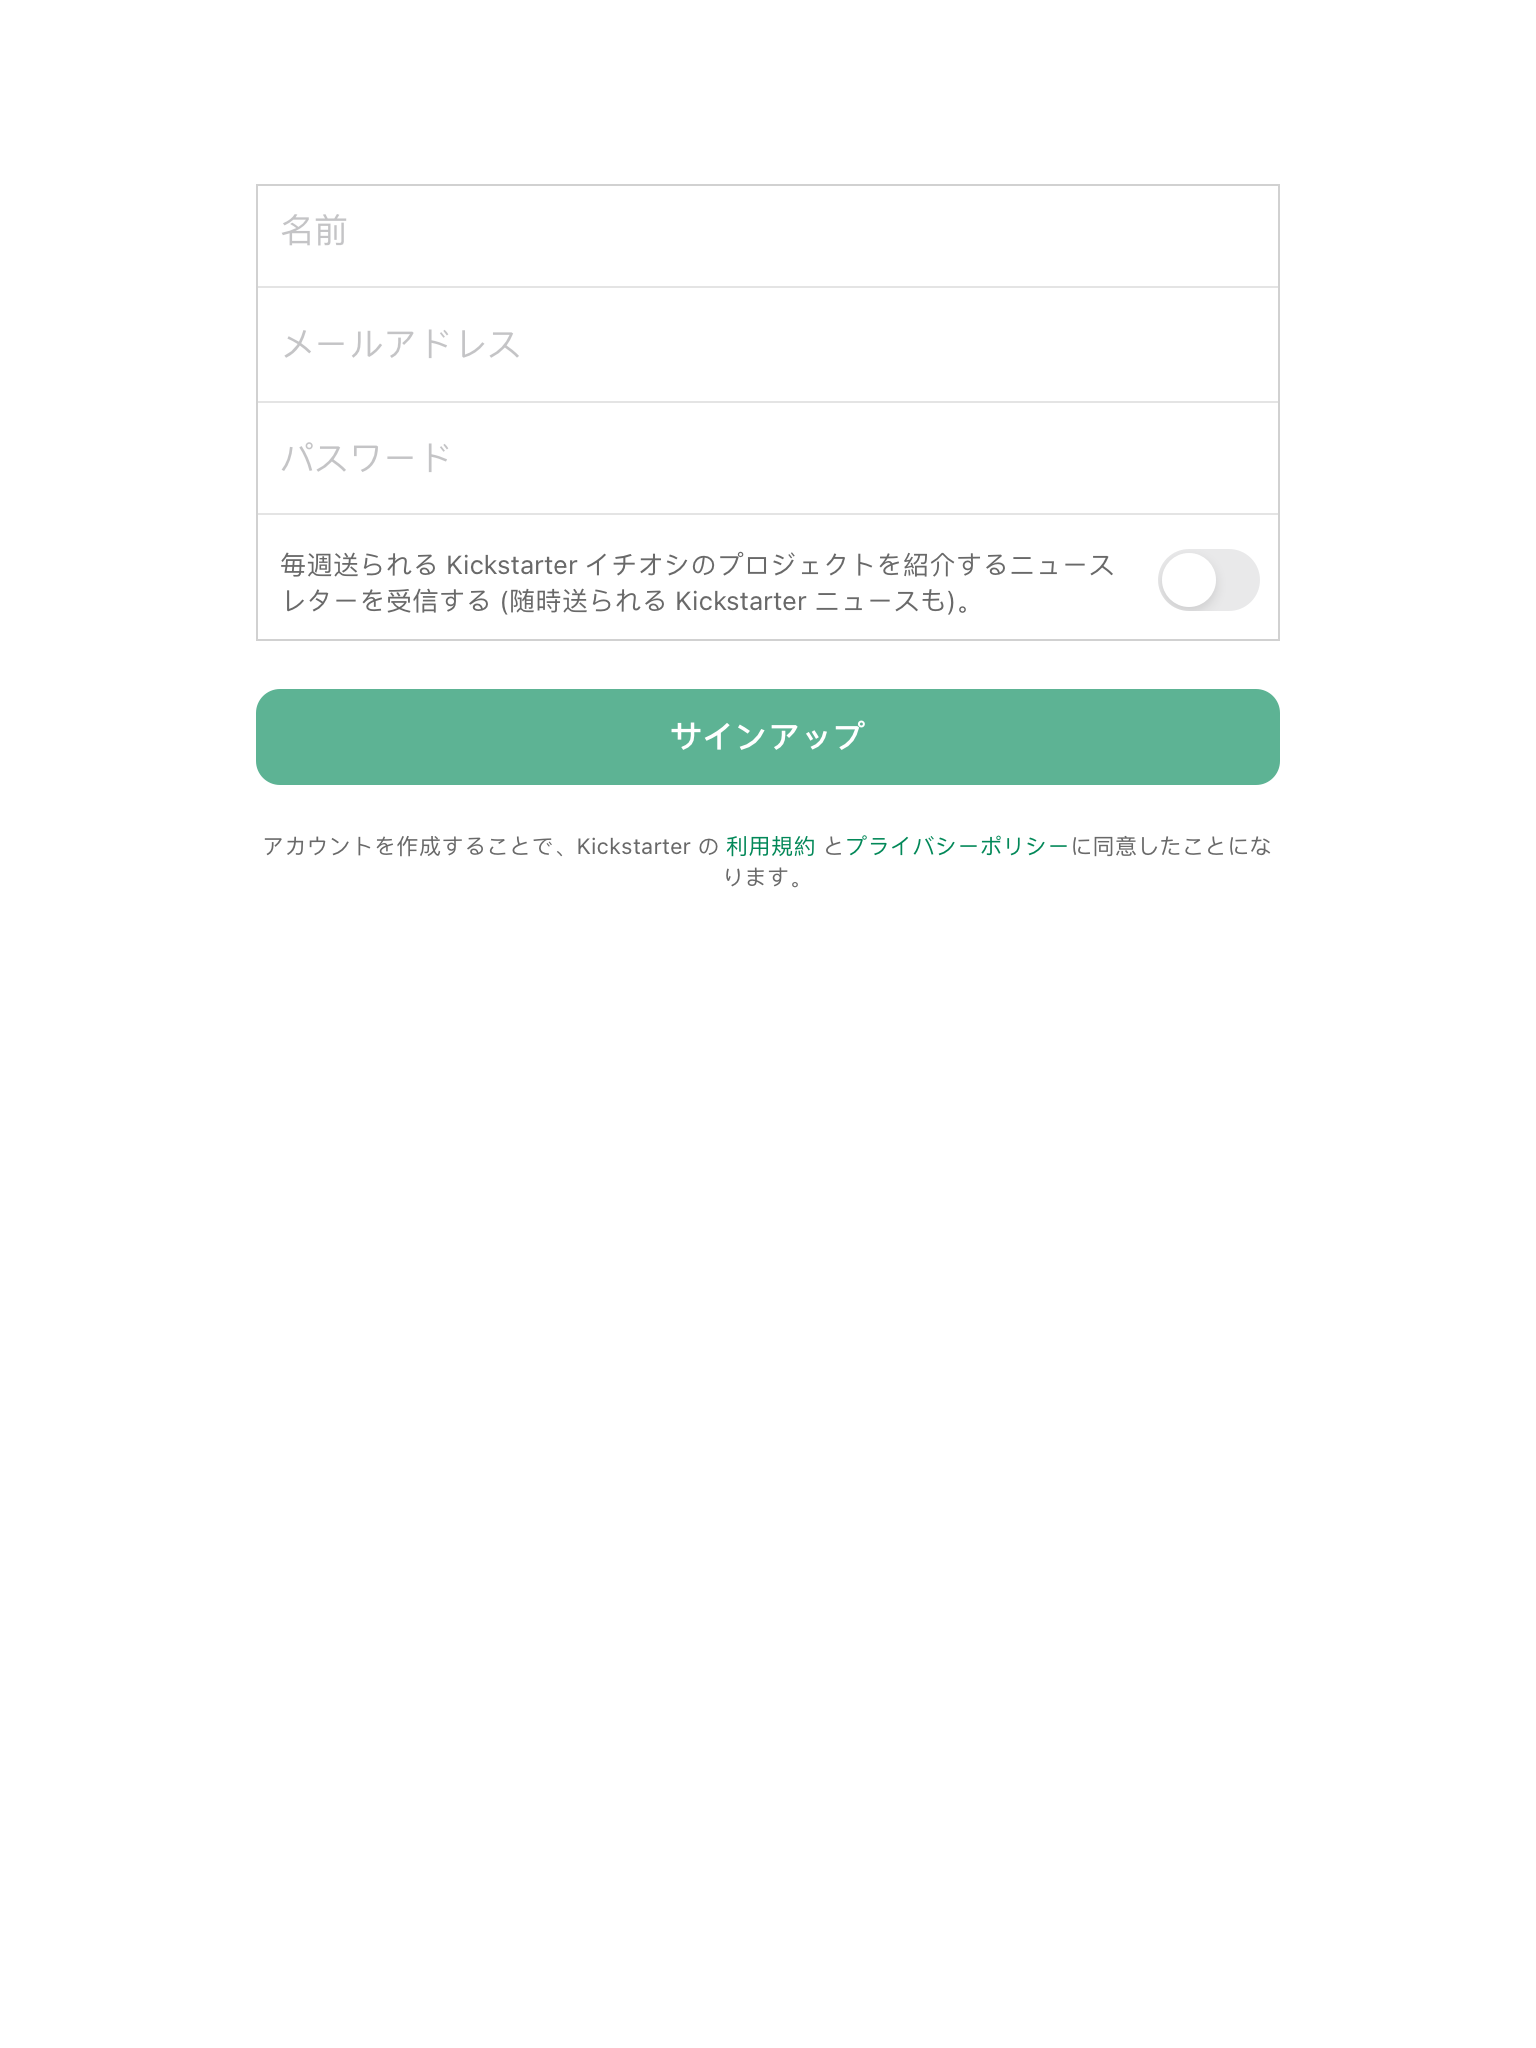 名前
メールアドレス
パスワード
毎週送られる Kickstarter イチオシのプロジェクトを紹介するニュース
レターを受信する (随時送られる Kickstarter ニュースも)。
サインアップ
アカウントを作成することで、Kickstarter の 利用規約 とプライバシーポリシーに同意したことにな
ります。